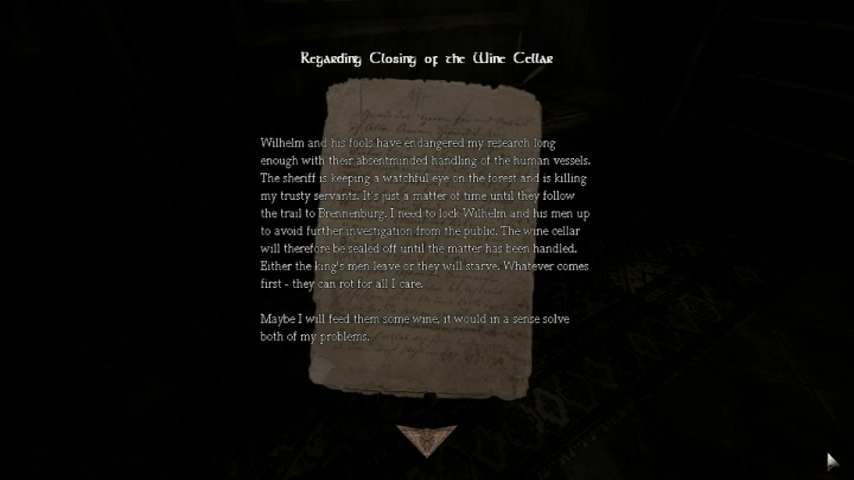 Regarding Closing of the Wine Cellar
Wilhelm and his fools have endangered my research long
enough with their absentminded handling of the human vessels.
The sheriff is keeping a watchful eye on the forest and is killing
my trusty servants. It's just a matter of time until they follow
the trail to Brennenburg. I need to lock Wilhelm and his men up
to avoid further investigation from the public. The wine cellar
will therefore be sealed off until the matter has been handled.
Either the king's men leave or they will starve. Whatever comes
first - they can rot for all I care.
Maybe I will feed them some wine, it would in a sense solve
both of my problems.